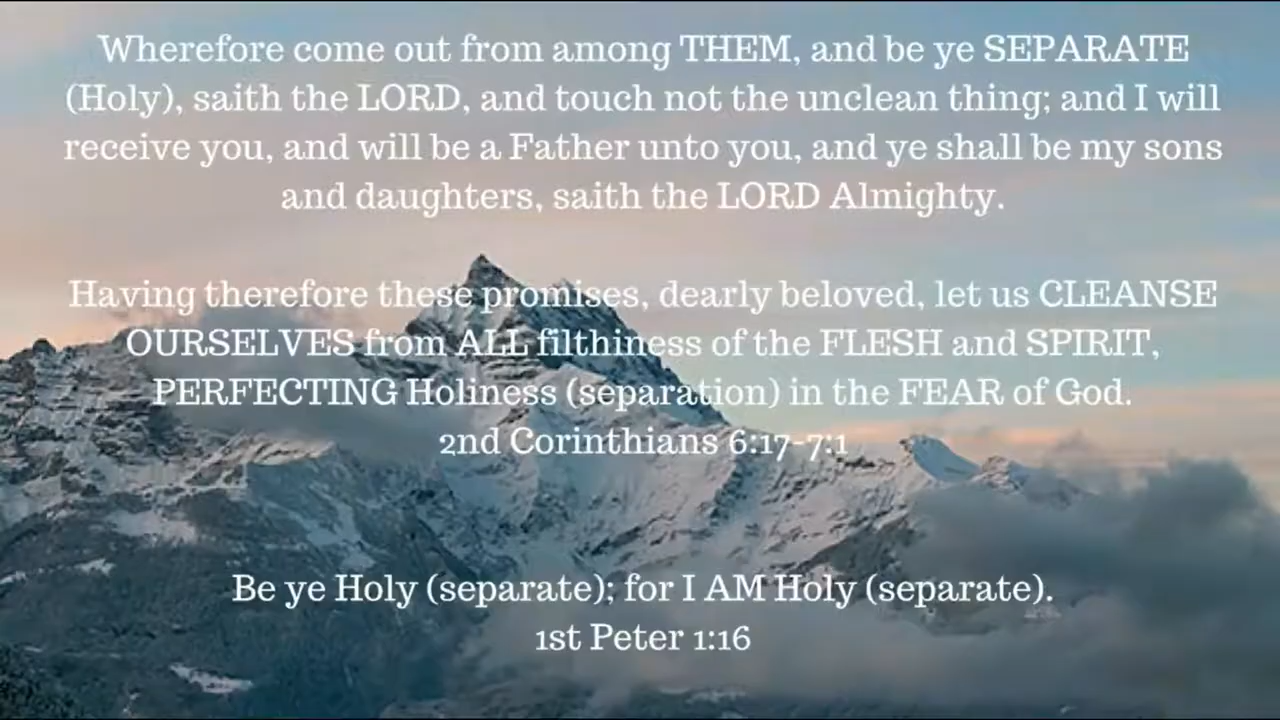 Wherefore come out from among THEM, and be ye SEPARATE
(Holy), saith the LORD, and touch not the unclean thing; and I will
receive you, and will be a Father unto you, and ye shall be my sons
and daughters, saith the LORD Almighty.
Having therefore these promises, dearly beloved, let us CLEANSE
OURSELVES from ALL filthiness of the FLESH and SPIRIT,
PERFECTING Holiness (separation) in the FEAR of God.
2nd Corinthians 6:17-7:1
Be ye Holy (separate); for I AM Holy (separate).
1st Peter 1:16